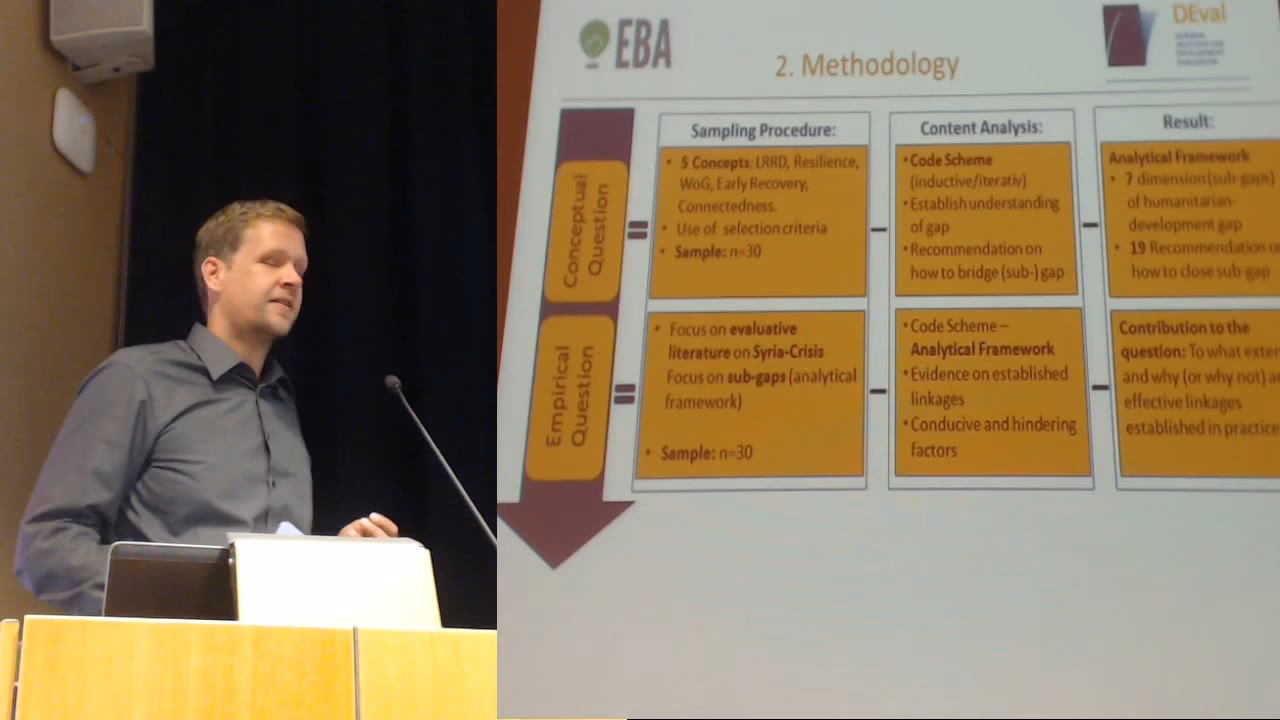 EBA
DEval
2. Methodology
Sampling Procedure:
Content Analysis:
Result:
Conceptual
Question
• 5 Concepts: LRRD, Resilience,
WoG, Early Recovery,
Connectedness.
• Use of selection criteria
• Sample: n=30
• Code Scheme
(inductive/iterativ)
• Establish understanding
of gap
• Recommendation on
how to bridge (sub-) gap
Analytical Framework
• 7 dimension (sub-gaps)
of humanitarian-
development gap
• 19 Recommendation
how to close sub-gap
Empirical
Question
• Focus on evaluative
literature on Syria-Crisis
Focus on sub-gaps (analytical
framework)
• Sample: n=30
• Code Scheme –
Analytical Framework
• Evidence on established
linkages
• Conducive and hindering
factors
Contribution to the
question: To what exten
and why (or why not) a
effective linkages
established in practice